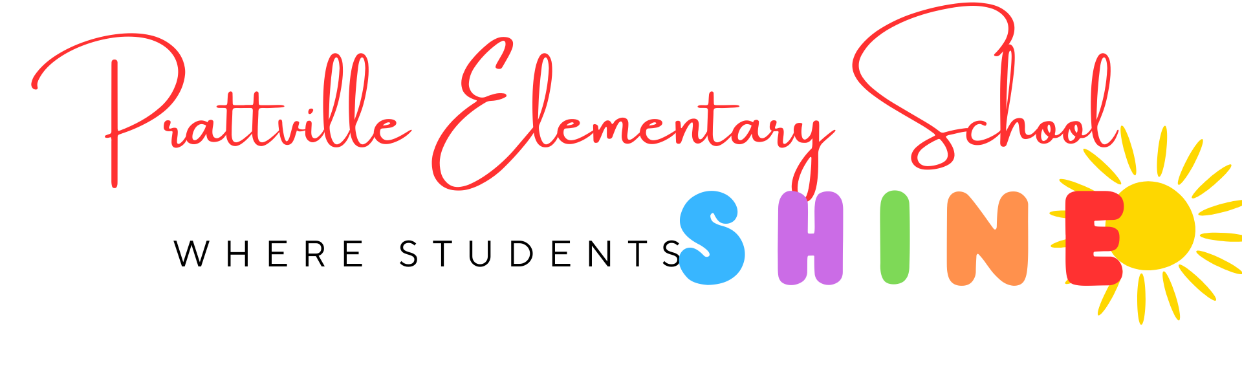 Prattville Elementary School
WHERE STUDENTS SHINE